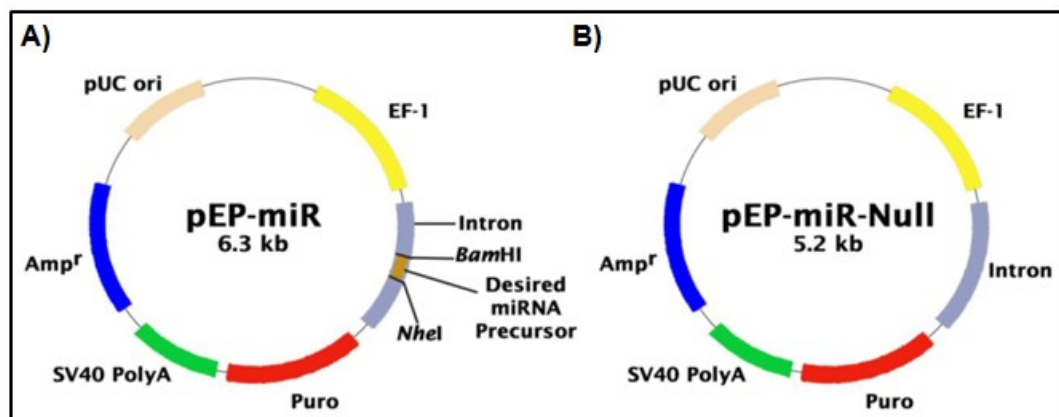 A)
pUC ori
EF-1
pEP-miR
6.3 kb
Intron
BamHI
Desired
miRNA
Precursor
NheI
Ampr
SV40 PolyA
Puro
B)
pUC ori
EF-1
pEP-miR-Null
5.2 kb
Intron
Ampr
SV40 PolyA
Puro